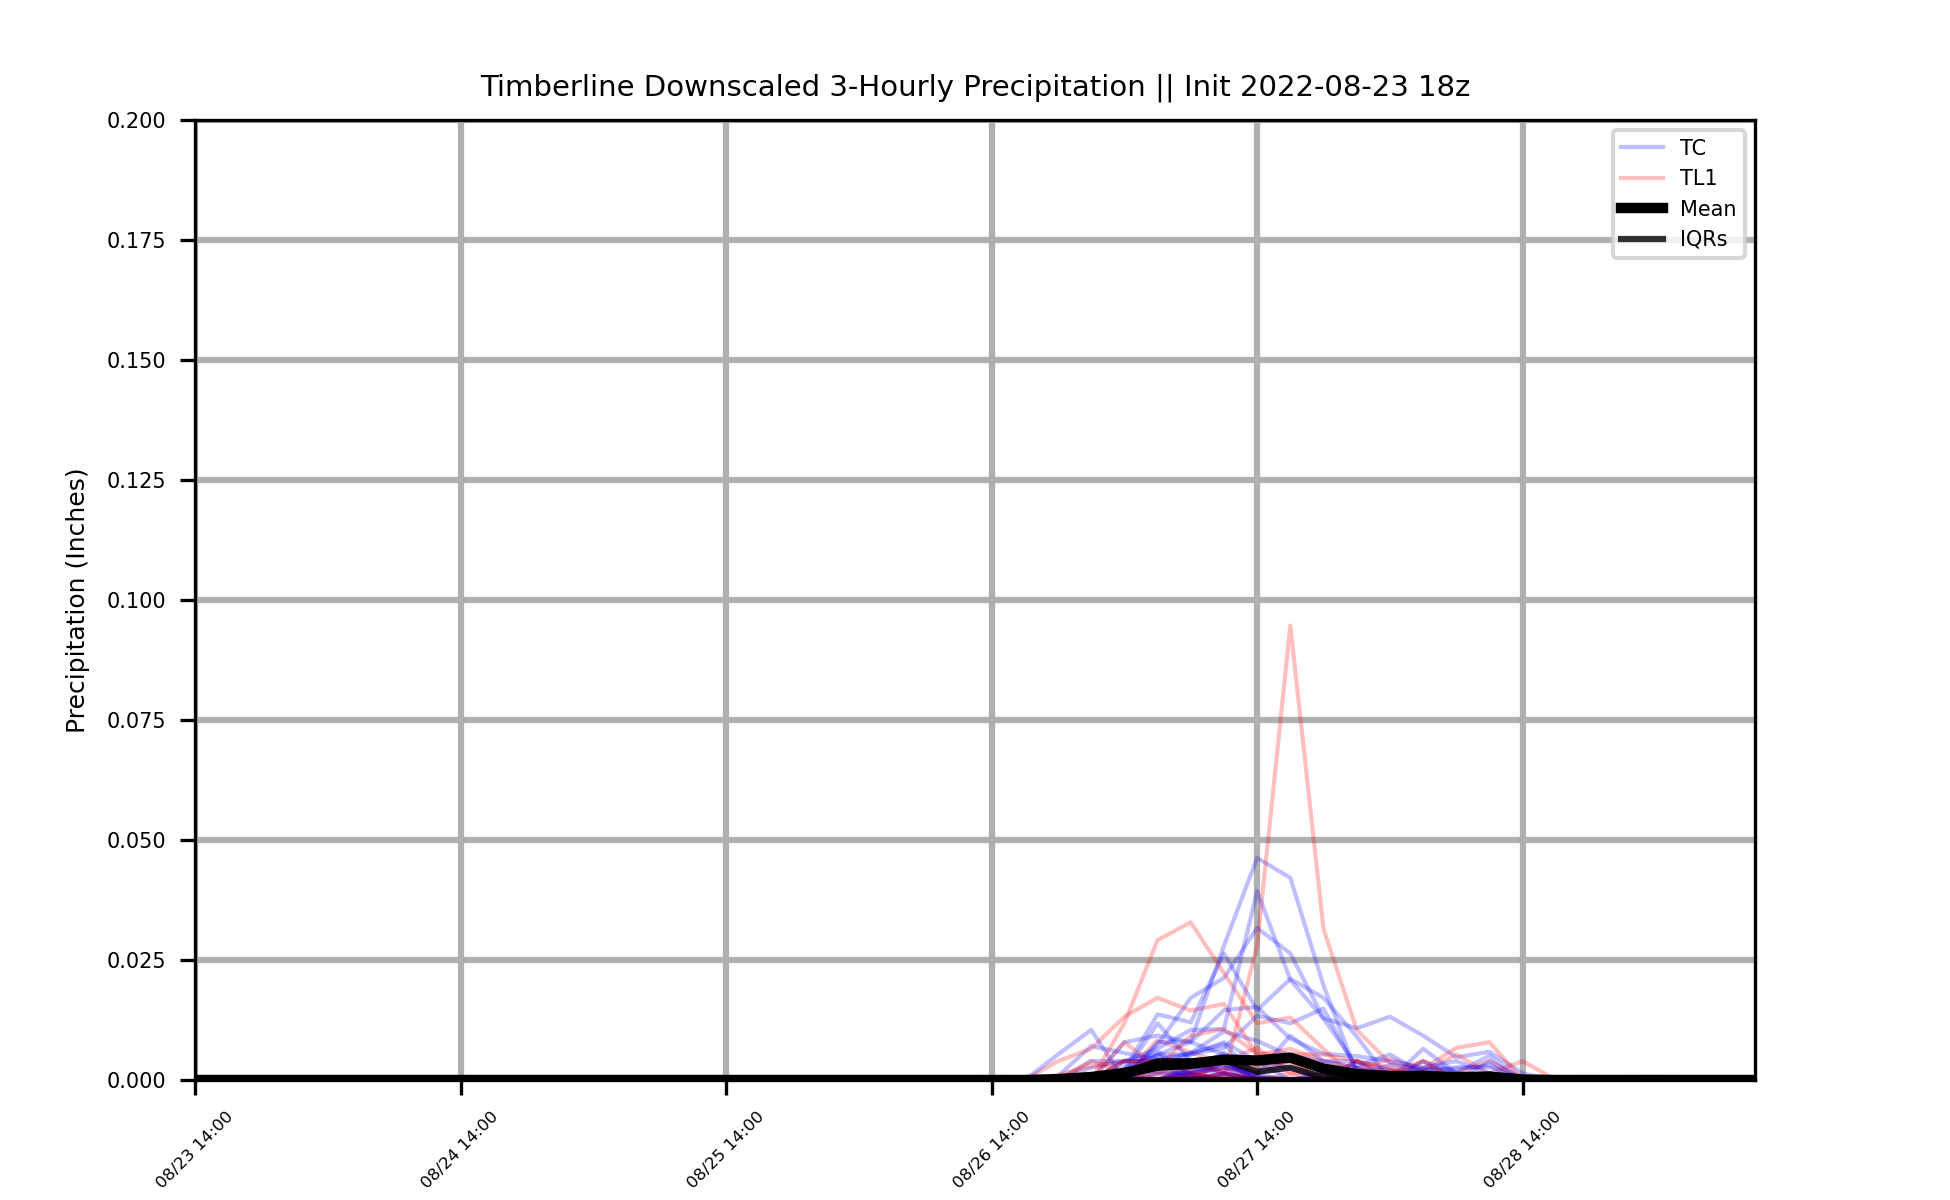 Timberline Downscaled 3-Hourly Precipitation || Init 2022-08-23 18z
0.200
0.175
0.150
0.125
0.100
0.075
0.050
0.025
0.000
Precipitation (Inches)
TC
TL1
Mean
IQRs
08/23 14:00
08/24 14:00
08/25 14:00
08/26 14:00
08/27 14:00
08/28 14:00